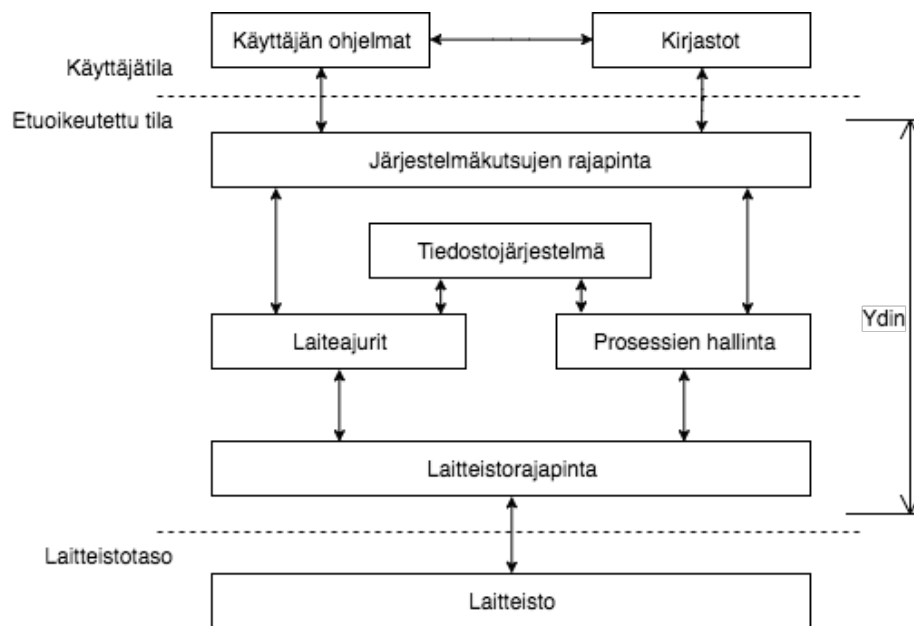 Käyttäjän ohjelmat
Kirjastot
Käyttäjätila
Etuoikeutettu tila
Järjestelmäkutsujen rajapinta
Tiedostojärjestelmä
Ydin
Laiteajurit
Prosessien hallinta
Laitteistorajapinta
Laitteistotaso
Laitteisto